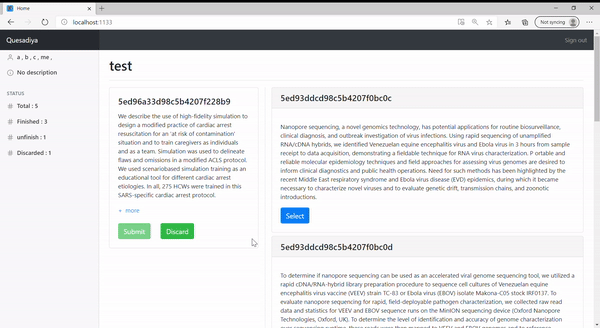 Home
localhost:1133
Not syncing
Quesadiya
Sign out
a , b , c , me ,
No description
STATUS
Total : 5
Finished : 3
unfinish : 1
Discarded : 1
test
5ed96a33d98c5b4207f228b9
We describe the use of high-fidelity simulation to
design a modified practice of cardiac arrest
resuscitation for an 'at risk of contamination'
situation and to train caregivers as individuals
and as a team. Simulation was used to delineate
flaws and omissions in a modified ACLS protocol.
We used scenariobased simulation training as an
educational tool for different cardiac arrest
etiologies. In all, 275 HCWs were trained in this
SARS-specific cardiac arrest protocol.
+ more
Submit
Discard
5ed93ddcd98c5b4207f0bc0c
Nanopore sequencing, a novel genomics technology, has potential applications for routine biosurveillance,
clinical diagnosis, and outbreak investigation of virus infections. Using rapid sequencing of unamplified
RNA/cDNA hybrids, we identified Venezuelan equine encephalitis virus and Ebola virus in 3 hours from sample
receipt to data acquisition, demonstrating a fieldable technique for RNA virus characterization. P ortable and
reliable molecular epidemiology techniques and field approaches for assessing virus genomes are desired to
inform clinical diagnostics and public health operations. Need for such methods has been highlighted by the
recent Middle East respiratory syndrome and Ebola virus disease (EVD) epidemics, during which it became
necessary to characterize novel viruses and to evaluate genetic drift, transmission chains, and zoonotic
introductions.
Select
5ed93ddcd98c5b4207f0bc0d
To determine if nanopore sequencing can be used as an accelerated viral genome sequencing tool, we utilized a
rapid cDNA/RNA-hybrid library preparation procedure to sequence cell cultures of Venezuelan equine
encephalitis virus vaccine (VEEV) strain TC-83 or Ebola virus (EBOV) isolate Makona-C05 stock IRF0137. To
evaluate nanopore sequencing for rapid, field-deployable pathogen characterization, we collected raw read
data and statistics for VEEV and EBOV sequence runs on the MinION sequencing device (Oxford Nanopore
Technologies, Oxford, UK). To determine the level of identification and accuracy of genome characterization